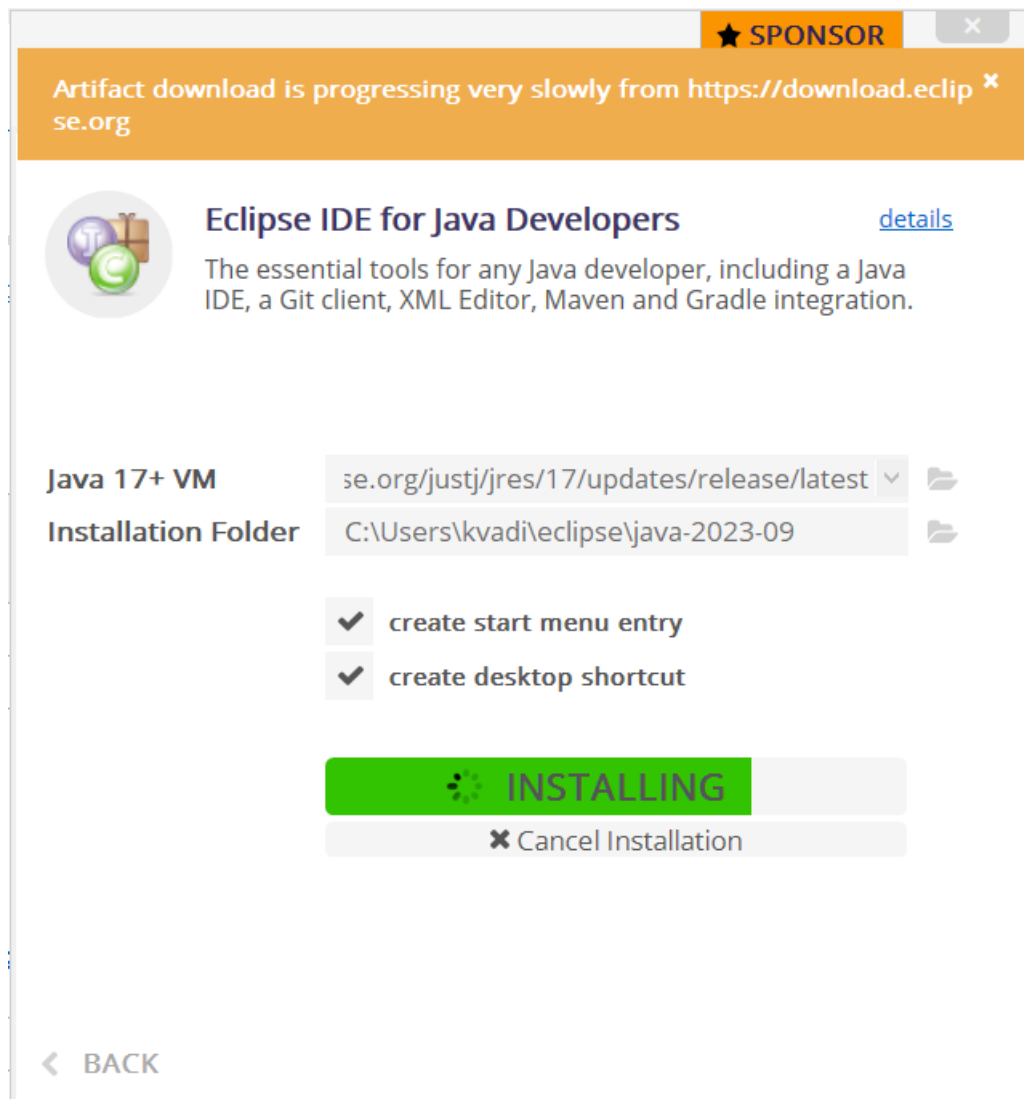 ★ SPONSOR
Artifact download is progressing very slowly from https://download.eclip
se.org
Eclipse IDE for Java Developers
details
The essential tools for any Java developer, including a Java
IDE, a Git client, XML Editor, Maven and Gradle integration.
Java 17+ VM
se.org/justj/jres/17/updates/release/latest
Installation Folder
C:\Users\kvadi\eclipse\java-2023-09
create start menu entry
create desktop shortcut
INSTALLING
Cancel Installation
BACK